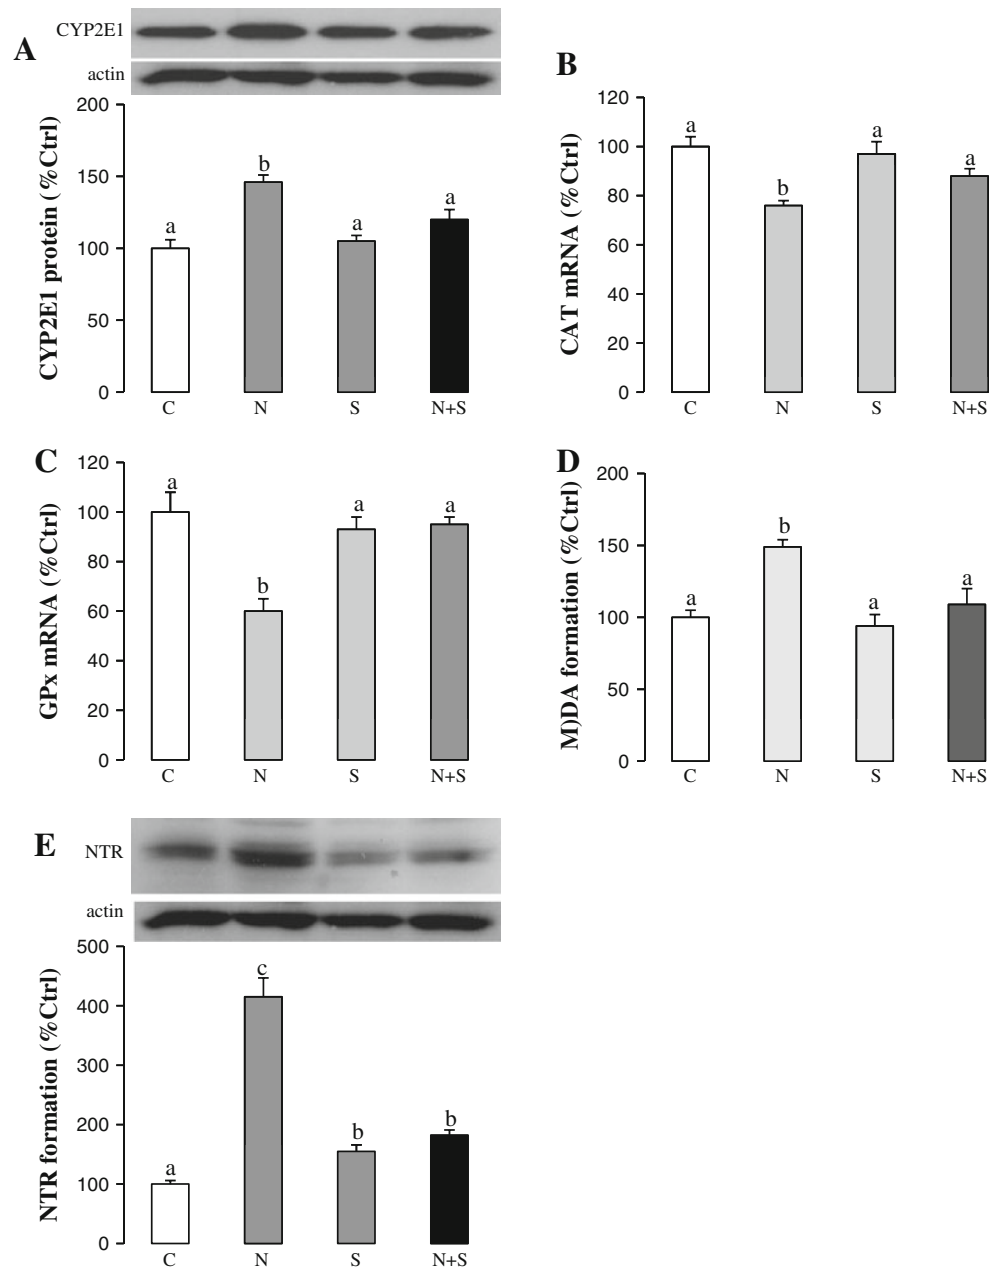 A
CYP2E1
actin
CYP2E1 protein (%Ctrl)
200
150
100
50
0
a
b
a
a
C
N
S
N+S
B
CAT mRNA (%Ctrl)
120
100
80
60
40
20
0
a
b
a
a
C
N
S
N+S
C
GPx mRNA (%Ctrl)
120
100
80
60
40
20
0
a
b
a
a
C
N
S
N+S
D
M)DA formation (%Ctrl)
200
150
100
50
0
a
b
a
a
C
N
S
N+S
E
NTR
actin
NTR formation (%Ctrl)
500
400
300
200
100
0
a
c
b
b
C
N
S
N+S